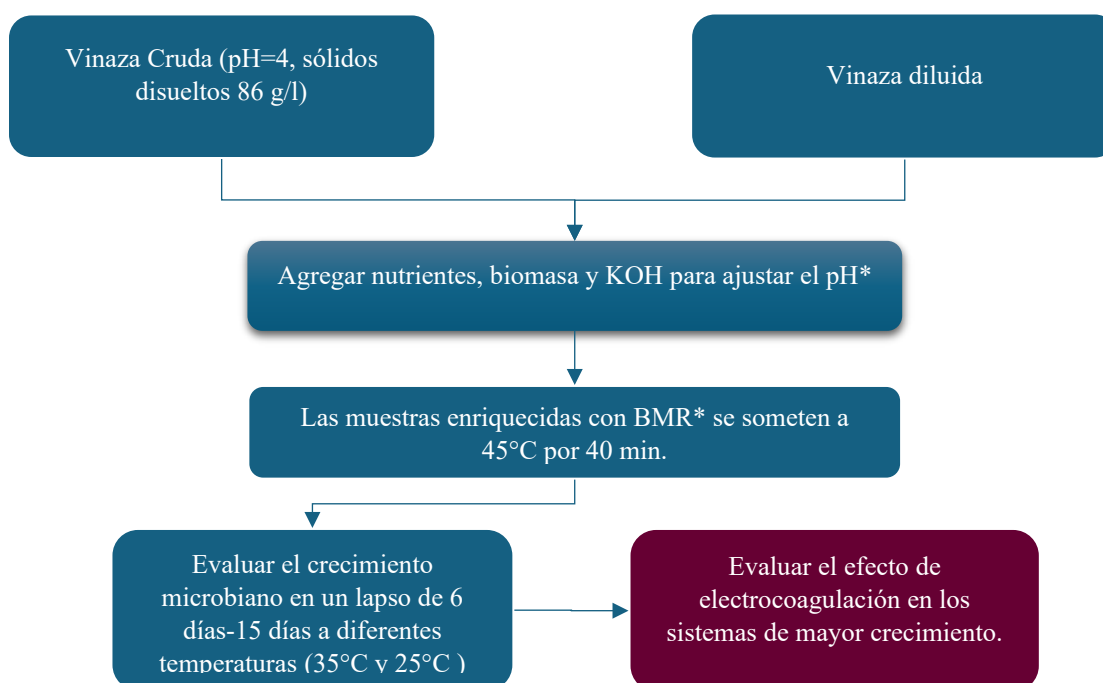 Vinaza Cruda (pH=4, sólidos
disueltos 86 g/l)
Vinaza diluida
Agregar nutrientes, biomasa y KOH para ajustar el pH*
Las muestras enriquecidas con BMR* se someten a
45°C por 40 min.
Evaluar el crecimiento
microbiano en un lapso de 6
días-15 días a diferentes
temperaturas (35°C y 25°C )
Evaluar el efecto de
electrocoagulación en los
sistemas de mayor crecimiento.